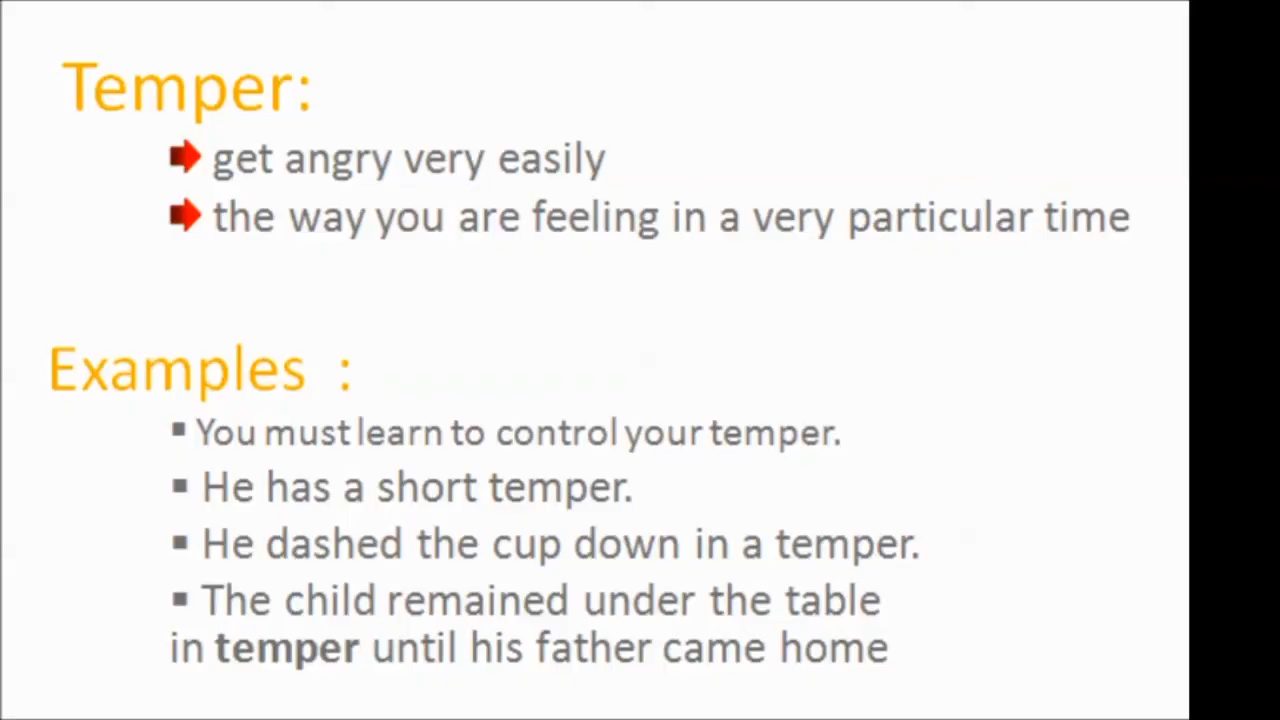 Temper:
get angry very easily
the way you are feeling in a very particular time
Examples :
▪ You must learn to control your temper.
▪ He has a short temper.
▪ He dashed the cup down in a temper.
▪ The child remained under the table
in temper until his father came home